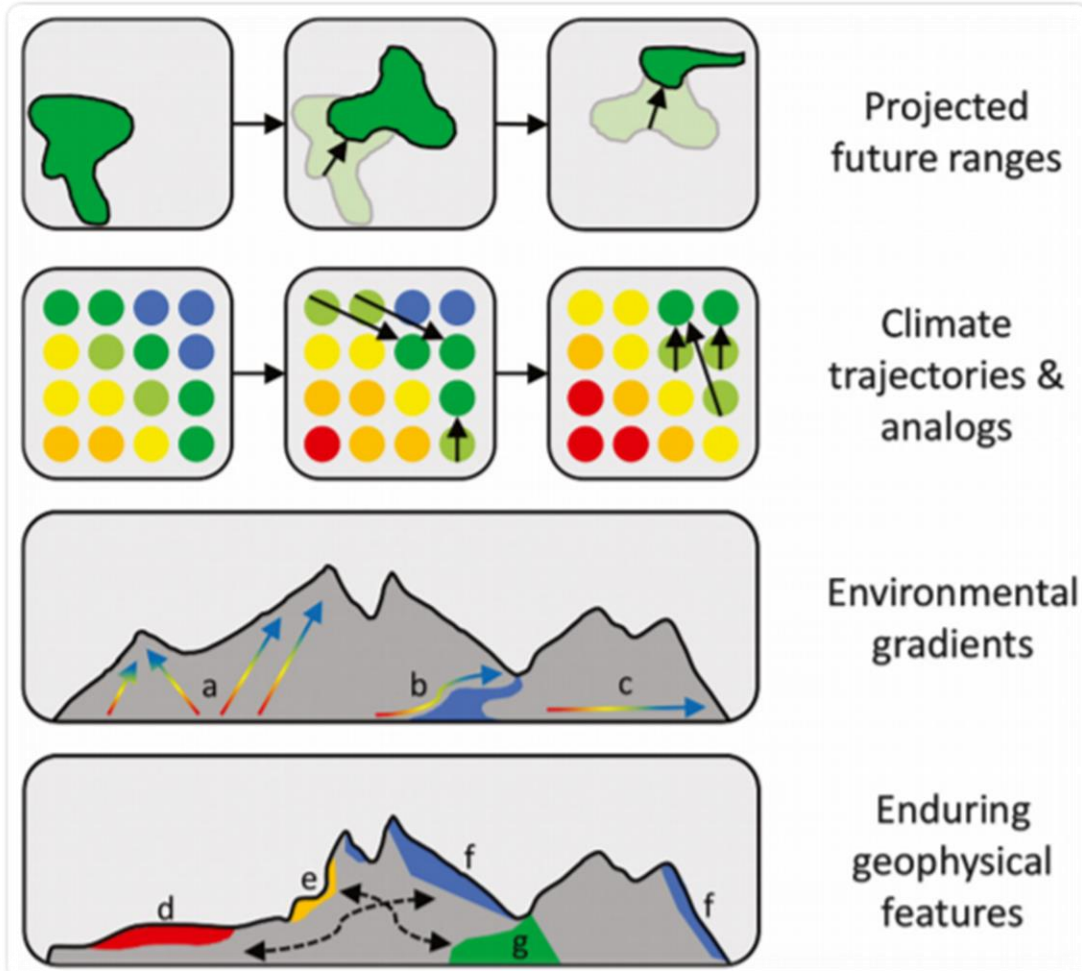 Projected
future ranges
Climate
trajectories &
analogs
Environmental
gradients
a
b
c
Enduring
geophysical
features
d
e
f
f
g